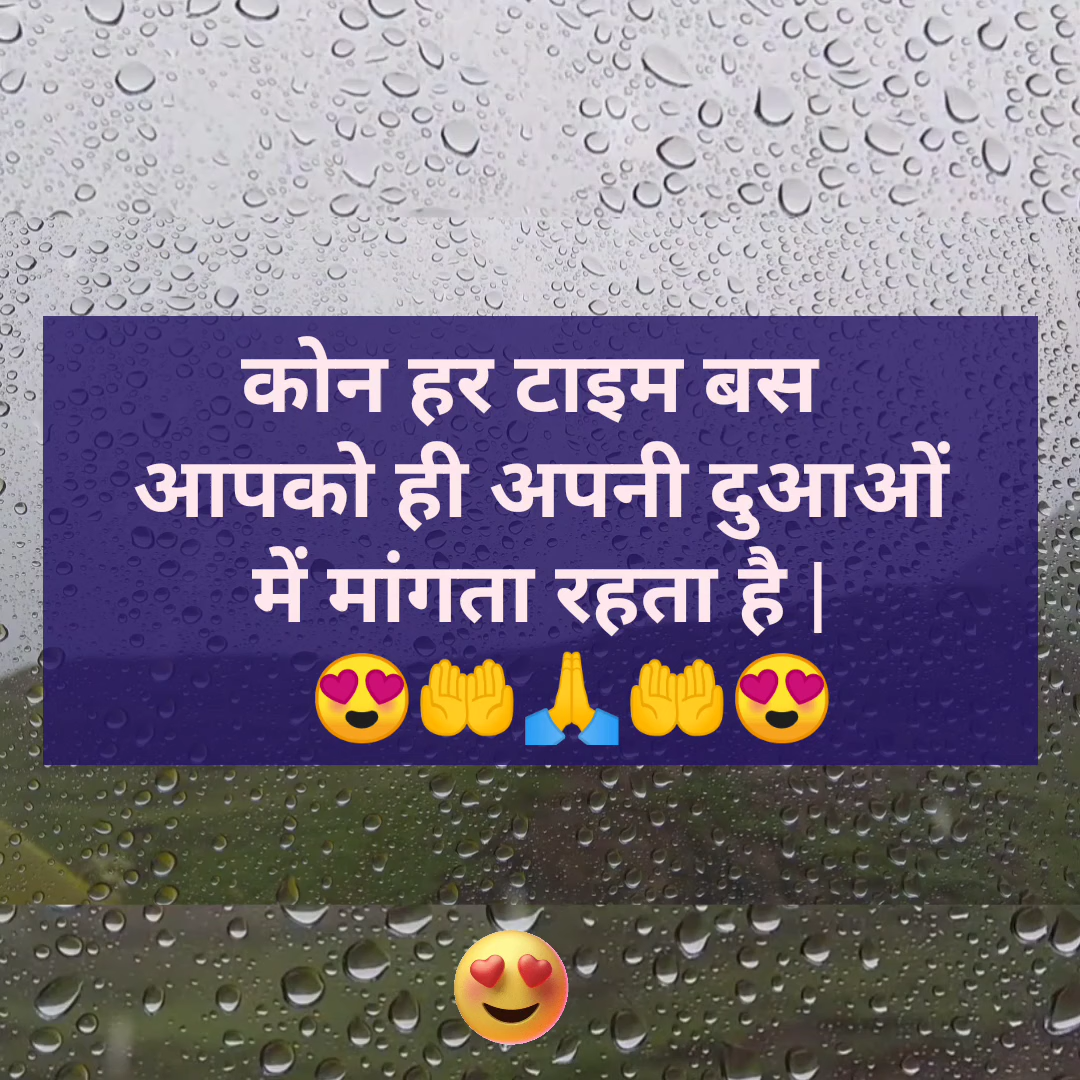 कोन हर टाइम बस
आपको ही अपनी दुआओं
में मांगता रहता है |
😍🤲🙏🤲😍
😍